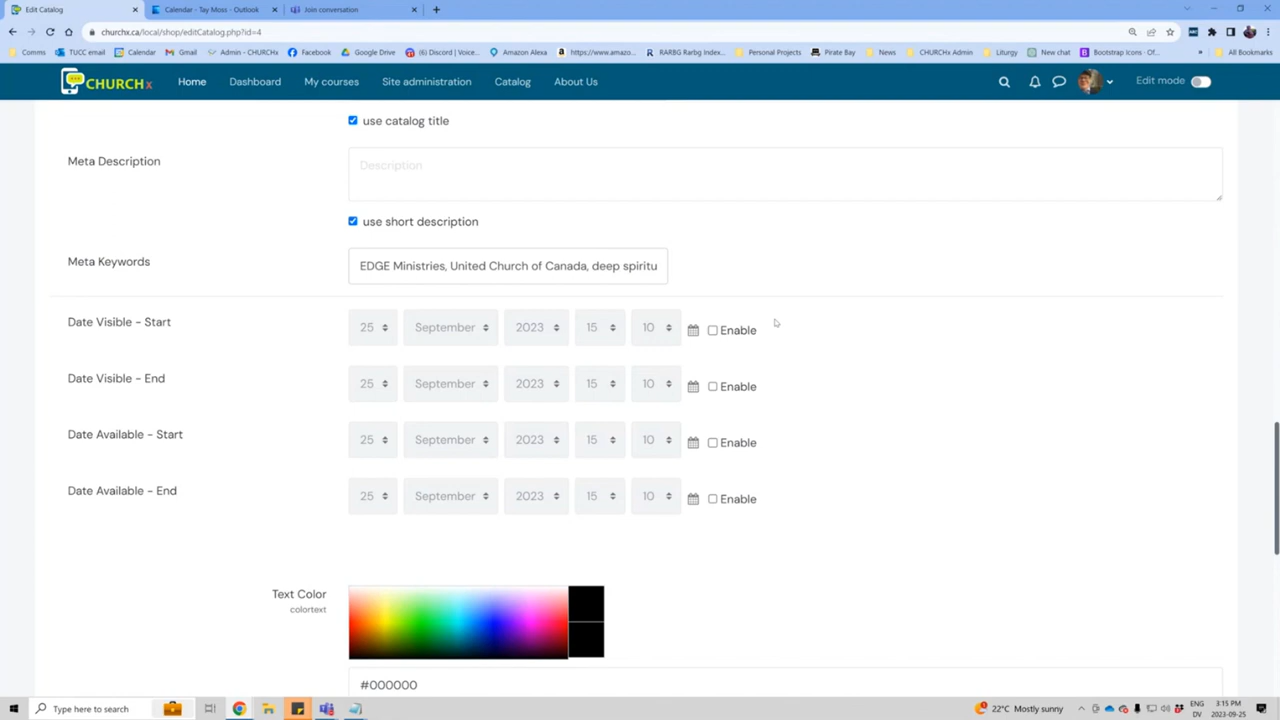 Edit Catalog
Calendar - Tay Moss - Outlook
Join conversation
churchx.ca/local/shop/editCatalog.php?id=4
Comms
TUCC email
Calendar
Gmail
Admin - CHURCHx
Facebook
Google Drive
(6) Discord | Voice...
Amazon Alexa
https://www.amazo...
RARBG Rarbg Index...
Personal Projects
Pirate Bay
News
CHURCHx Admin
Liturgy
New chat
Bootstrap Icons · Of...
»
All Bookmarks
CHURCHx
Home
Dashboard
My courses
Site administration
Catalog
About Us
Edit mode
use catalog title
Meta Description
Description
use short description
Meta Keywords
EDGE Ministries, United Church of Canada, deep spiritu
Date Visible - Start
25 September 2023 15 10 Enable
Date Visible - End
25 September 2023 15 10 Enable
Date Available - Start
25 September 2023 15 10 Enable
Date Available - End
25 September 2023 15 10 Enable
Text Color
colortext
#000000
Type here to search
22°C Mostly sunny
ENG
DV
3:15 PM
2023-09-25